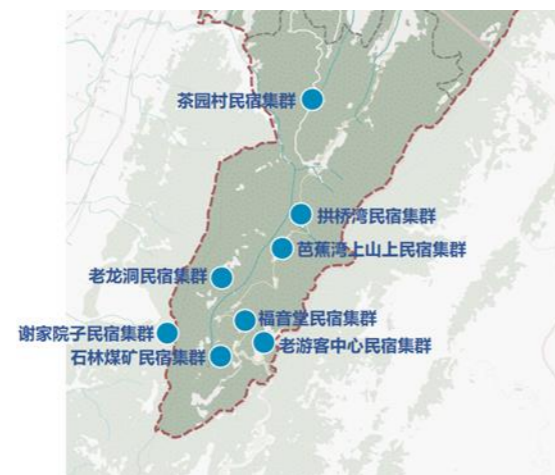 茶园村民宿集群
拱桥湾民宿集群
芭蕉湾上山上民宿集群
老龙洞民宿集群
福音堂民宿集群
谢家院子民宿集群
老游客中心民宿集群
石林煤矿民宿集群